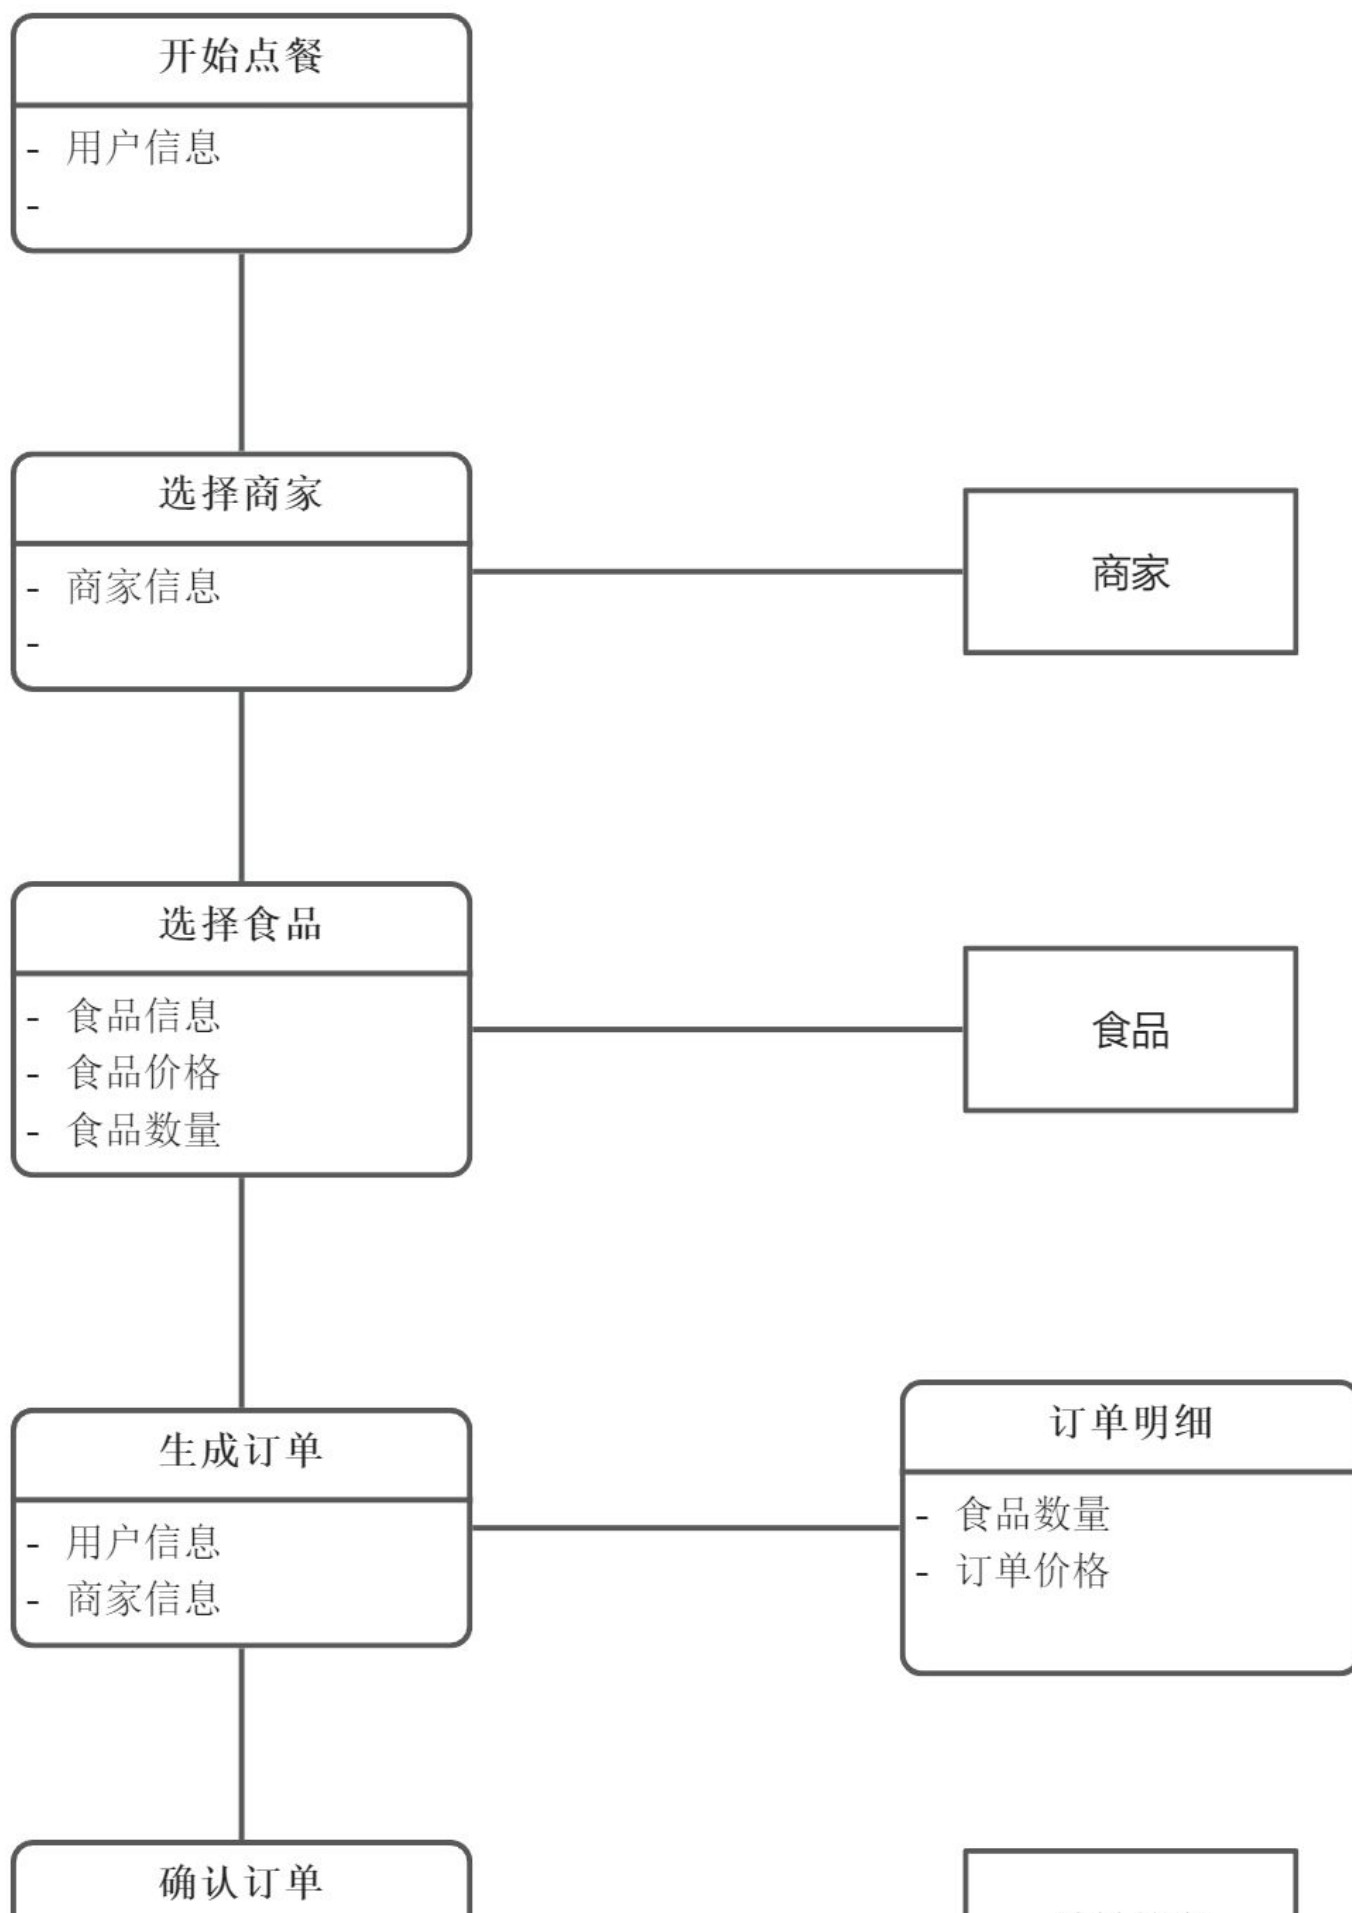 开始点餐
- 用户信息
-
选择商家
- 商家信息
-
商家
选择食品
- 食品信息
- 食品价格
- 食品数量
食品
生成订单
- 用户信息
- 商家信息
订单明细
- 食品数量
- 订单价格
确认订单